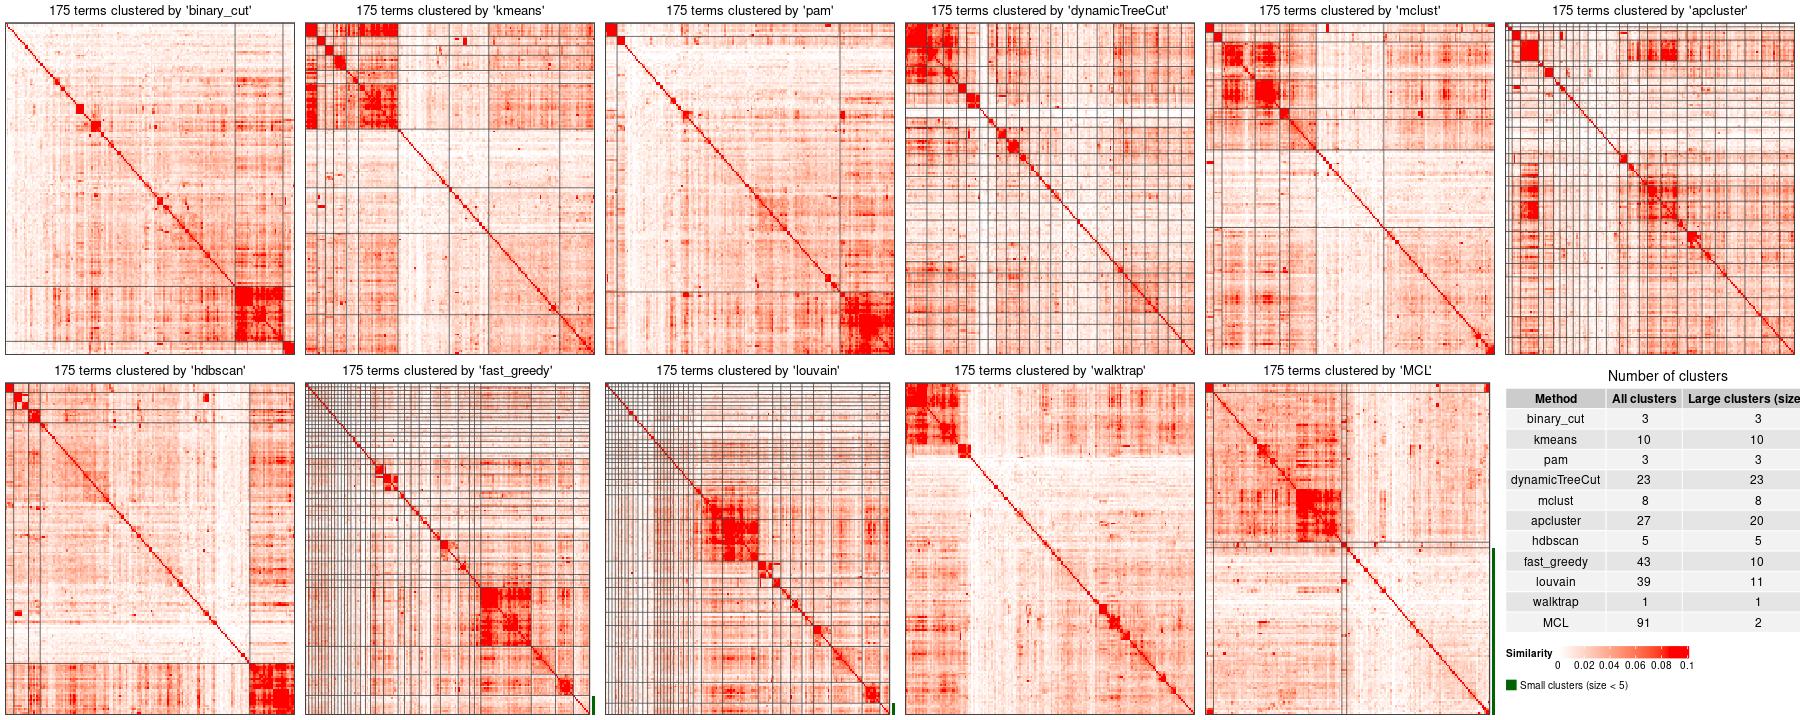 175 terms clustered by 'binary_cut'
175 terms clustered by 'kmeans'
175 terms clustered by 'pam'
175 terms clustered by 'dynamicTreeCut'
175 terms clustered by 'mclust'
175 terms clustered by 'apcluster'
175 terms clustered by 'hdbscan'
175 terms clustered by 'fast_greedy'
175 terms clustered by 'louvain'
175 terms clustered by 'walktrap'
175 terms clustered by 'MCL'
Number of clusters
Method All clusters Large clusters (size
binary_cut 3 3
kmeans 10 10
pam 3 3
dynamicTreeCut 23 23
mclust 8 8
apcluster 27 20
hdbscan 5 5
fast_greedy 43 10
louvain 39 11
walktrap 1 1
MCL 91 2
Similarity
0 0.02 0.04 0.06 0.08 0.1
Small clusters (size < 5)